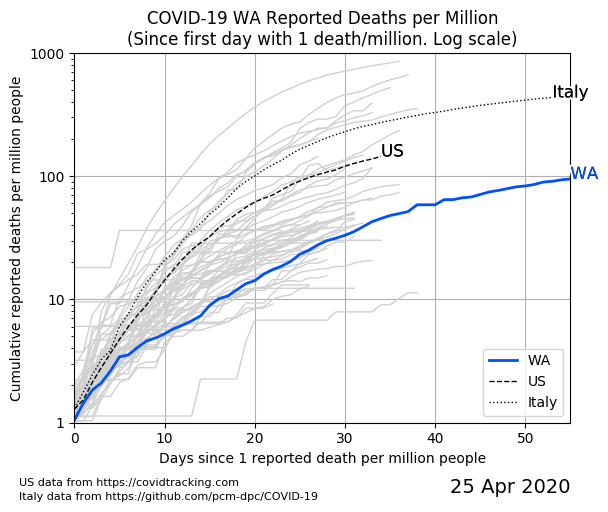 COVID-19 WA Reported Deaths per Million
(Since first day with 1 death/million. Log scale)
Cumulative reported deaths per million people
1000
100
10
1
Italy
US
WA
WA
US
Italy
0 10 20 30 40 50
Days since 1 reported death per million people
US data from https://covidtracking.com
Italy data from https://github.com/pcm-dpc/COVID-19
25 Apr 2020